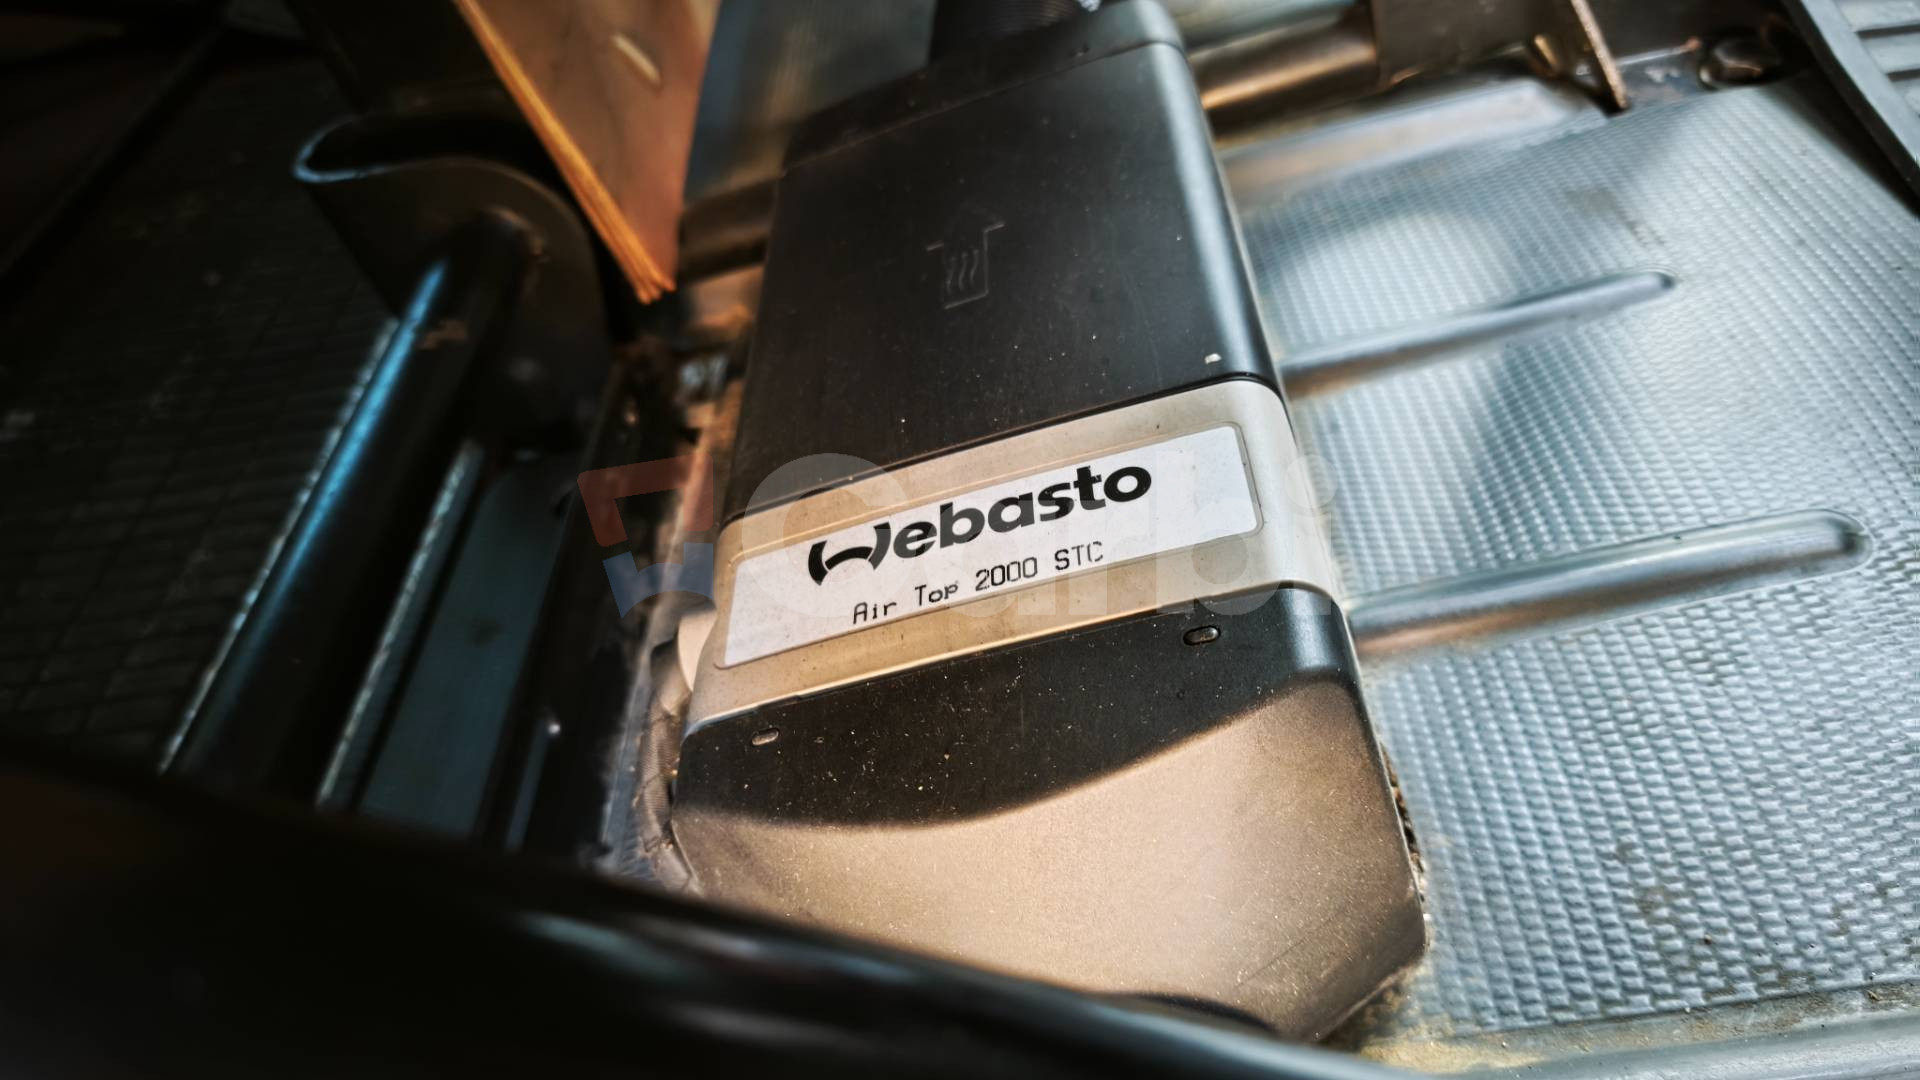 Webasto
Air Top 2000 STC